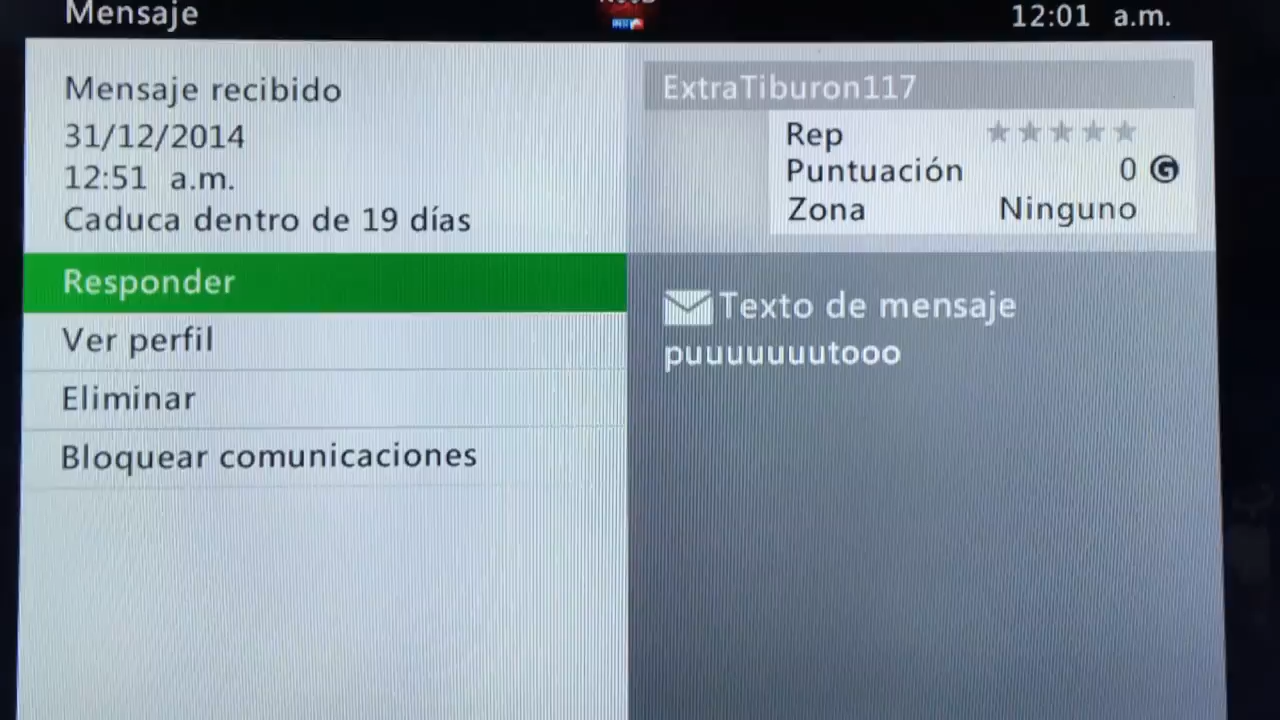 Mensaje
12:01 a.m.
Mensaje recibido
31/12/2014
12:51 a.m.
Caduca dentro de 19 días
Responder
Ver perfil
Eliminar
Bloquear comunicaciones
ExtraTiburon117
Rep
Puntuación 0 G
Zona Ninguno
Texto de mensaje
puuuuuuutooo